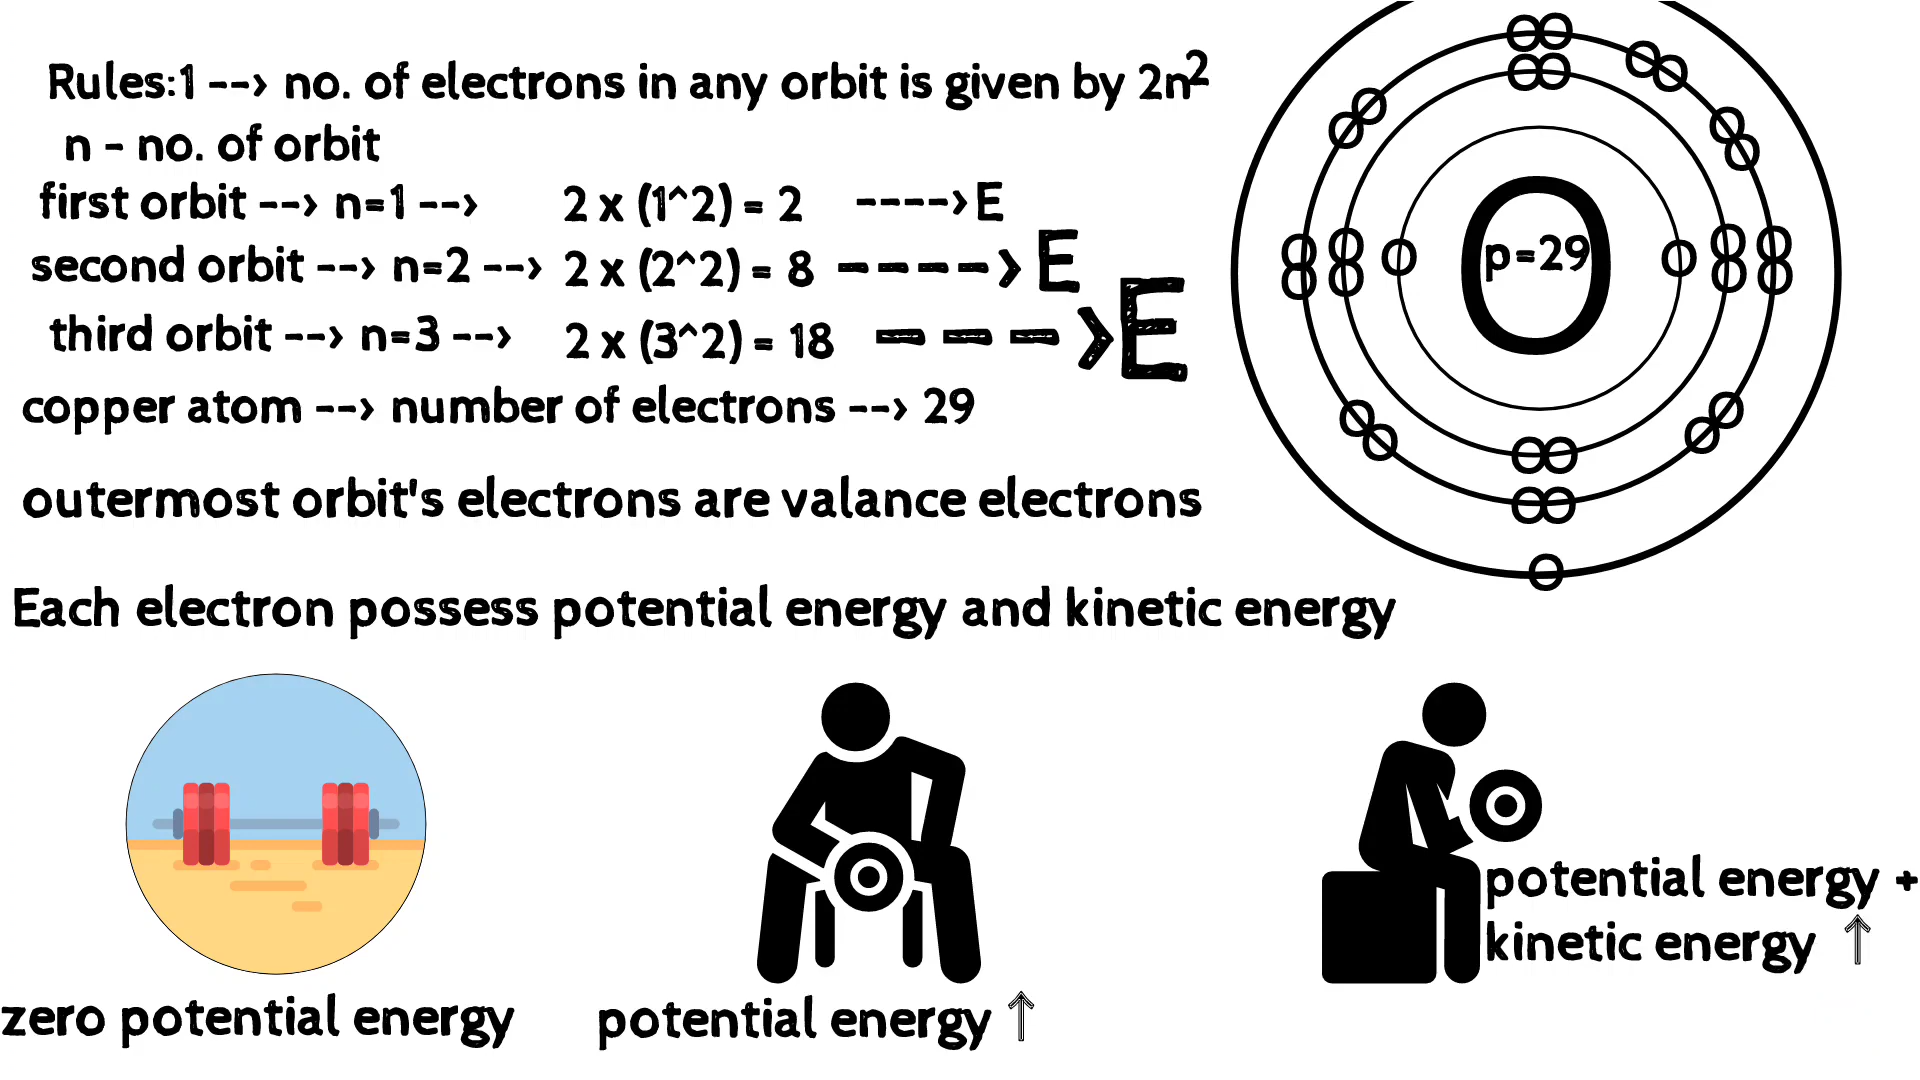 Rules:1 --> no. of electrons in any orbit is given by 2n²
n - no. of orbit
first orbit --> n=1 --> 2 x (1^2) = 2 ---->E
second orbit --> n=2 --> 2 x (2^2) = 8 ---->E
third orbit --> n=3 --> 2 x (3^2) = 18 --->E
copper atom --> number of electrons --> 29
p=29
outermost orbit's electrons are valance electrons
Each electron possess potential energy and kinetic energy
zero potential energy
potential energy ↑
potential energy +
kinetic energy ↑